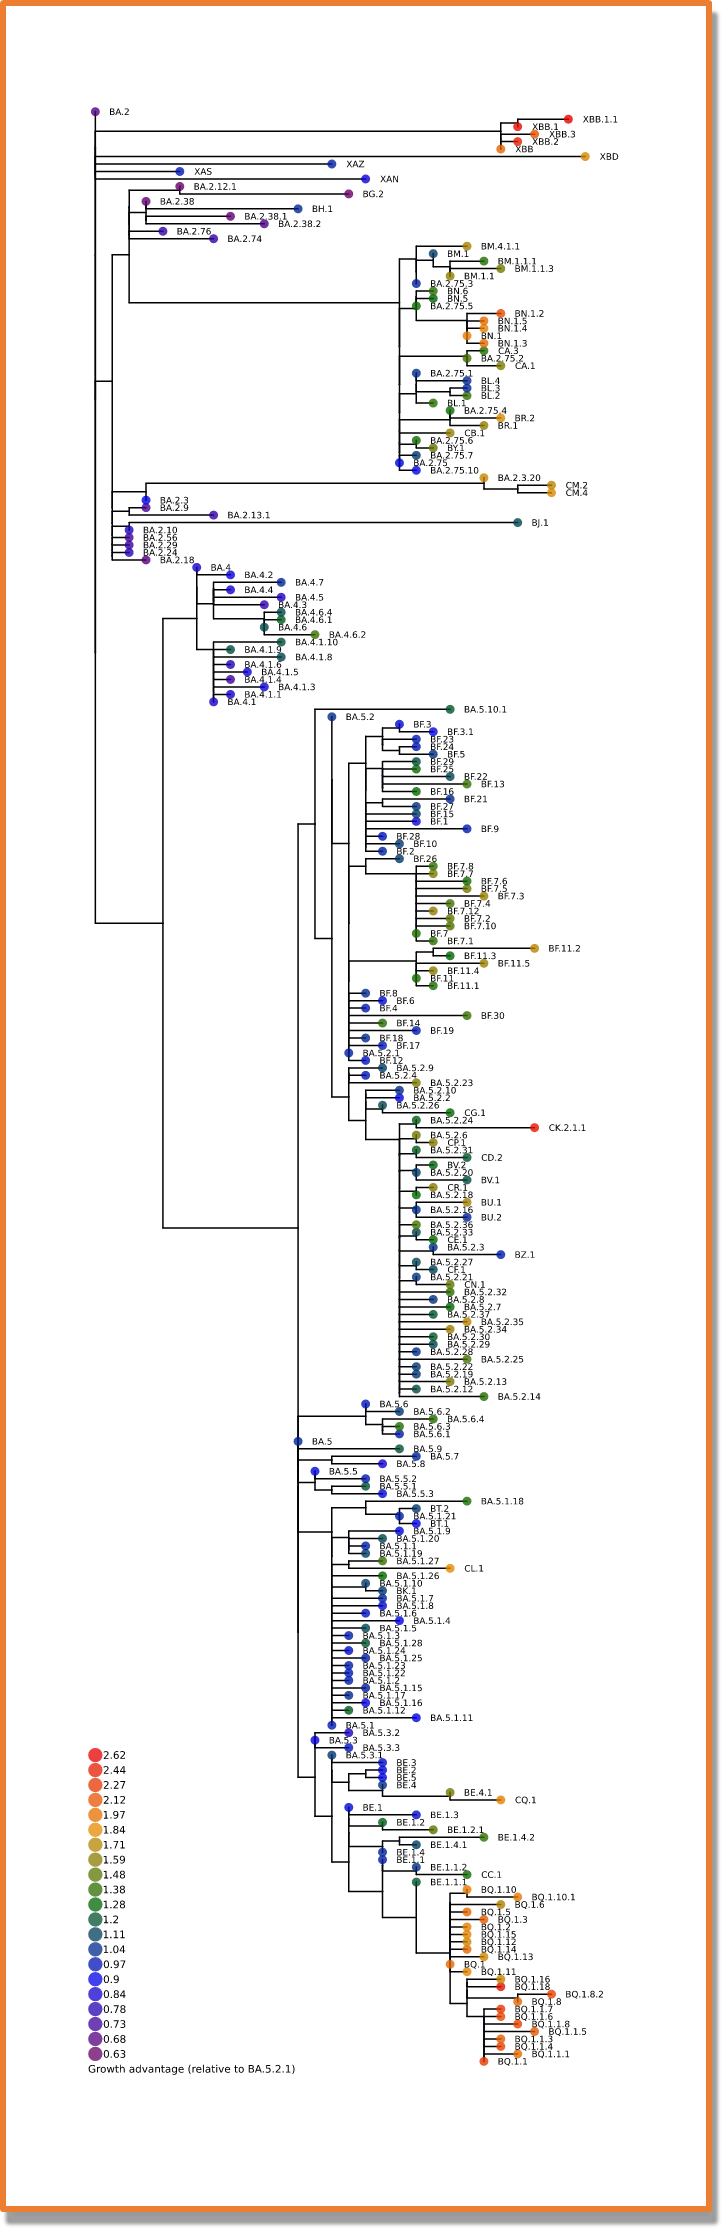 BA.2
XBB.1.1
XBB.1
XBB.3
XBB.2
XBB
XBD
XAZ
XAS
XAN
BA.2.12.1
BG.2
BA.2.38
BH.1
BA.2.38.1
BA.2.38.2
BA.2.76
BA.2.74
BM.4.1.1
BM.1
BM.1.1.1
BM.1.1.3
BM.1.1
BA.2.75.3
BN.6
BN.5
BA.2.75.5
BN.1.2
BN.1.5
BN.1.4
BN.1
BN.1.3
CA.3
BA.2.75.2
CA.1
BA.2.75.1
BL.4
BL.3
BL.2
BL.1
BA.2.75.4
BR.2
BR.1
CB.1
BA.2.75.6
BY.1
BA.2.75.7
BA.2.75
BA.2.75.10
BA.2.3.20
CM.2
CM.4
BA.2.3
BA.2.9
BA.2.13.1
BJ.1
BA.2.10
BA.2.56
BA.2.29
BA.2.24
BA.2.18
BA.4
BA.4.2
BA.4.7
BA.4.4
BA.4.5
BA.4.3
BA.4.6.4
BA.4.6.1
BA.4.6
BA.4.6.2
BA.4.1.10
BA.4.1.9
BA.4.1.8
BA.4.1.6
BA.4.1.5
BA.4.1.4
BA.4.1.3
BA.4.1.1
BA.4.1
BA.5.10.1
BA.5.2
BF.3
BF.3.1
BF.23
BF.24
BF.5
BF.29
BF.25
BF.22
BF.13
BF.16
BF.21
BF.27
BF.15
BF.1
BF.9
BF.28
BF.10
BF.2
BF.26
BF.7.8
BF.7.7
BF.7.6
BF.7.5
BF.7.3
BF.7.4
BF.7.12
BF.7.2
BF.7.10
BF.7
BF.7.1
BF.11.2
BF.11.3
BF.11.5
BF.11.4
BF.11
BF.11.1
BF.8
BF.6
BF.4
BF.30
BF.14
BF.19
BF.18
BF.17
BA.5.2.1
BF.12
BA.5.2.9
BA.5.2.4
BA.5.2.23
BA.5.2.10
BA.5.2.2
BA.5.2.26
CG.1
BA.5.2.24
CK.2.1.1
BA.5.2.6
CP.1
BA.5.2.31
CD.2
BV.2
BA.5.2.20
BV.1
CR.1
BA.5.2.18
BU.1
BA.5.2.16
BU.2
BA.5.2.36
BA.5.2.33
CE.1
BA.5.2.3
BZ.1
BA.5.2.27
CF.1
BA.5.2.21
CN.1
BA.5.2.32
BA.5.2.8
BA.5.2.7
BA.5.2.37
BA.5.2.35
BA.5.2.34
BA.5.2.30
BA.5.2.29
BA.5.2.28
BA.5.2.25
BA.5.2.22
BA.5.2.19
BA.5.2.13
BA.5.2.12
BA.5.2.14
BA.5.6
BA.5.6.2
BA.5.6.4
BA.5.6.3
BA.5.6.1
BA.5
BA.5.9
BA.5.7
BA.5.8
BA.5.5
BA.5.5.2
BA.5.5.1
BA.5.5.3
BA.5.1.18
BT.2
BA.5.1.21
BT.1
BA.5.1.9
BA.5.1.20
BA.5.1.1
BA.5.1.19
BA.5.1.27
CL.1
BA.5.1.26
BA.5.1.10
BK.1
BA.5.1.7
BA.5.1.8
BA.5.1.6
BA.5.1.4
BA.5.1.5
BA.5.1.3
BA.5.1.28
BA.5.1.24
BA.5.1.25
BA.5.1.23
BA.5.1.22
BA.5.1.2
BA.5.1.15
BA.5.1.17
BA.5.1.16
BA.5.1.12
BA.5.1.11
BA.5.1
BA.5.3.2
BA.5.3
BA.5.3.3
BA.5.3.1
BE.3
BE.2
BE.5
BE.4
BE.4.1
CQ.1
BE.1
BE.1.3
BE.1.2
BE.1.2.1
BE.1.4.2
BE.1.4.1
BE.1.4
BE.1.1
BE.1.1.2
CC.1
BE.1.1.1
BQ.1.10
BQ.1.10.1
BQ.1.6
BQ.1.5
BQ.1.3
BQ.1.2
BQ.1.15
BQ.1.12
BQ.1.14
BQ.1.13
BQ.1
BQ.1.11
BQ.1.16
BQ.1.18
BQ.1.8.2
BQ.1.8
BQ.1.1.7
BQ.1.1.6
BQ.1.1.8
BQ.1.1.5
BQ.1.1.3
BQ.1.1.4
BQ.1.1.1
BQ.1.1
2.62
2.44
2.27
2.12
1.97
1.84
1.71
1.59
1.48
1.38
1.28
1.2
1.11
1.04
0.97
0.9
0.84
0.78
0.73
0.68
0.63
Growth advantage (relative to BA.5.2.1)